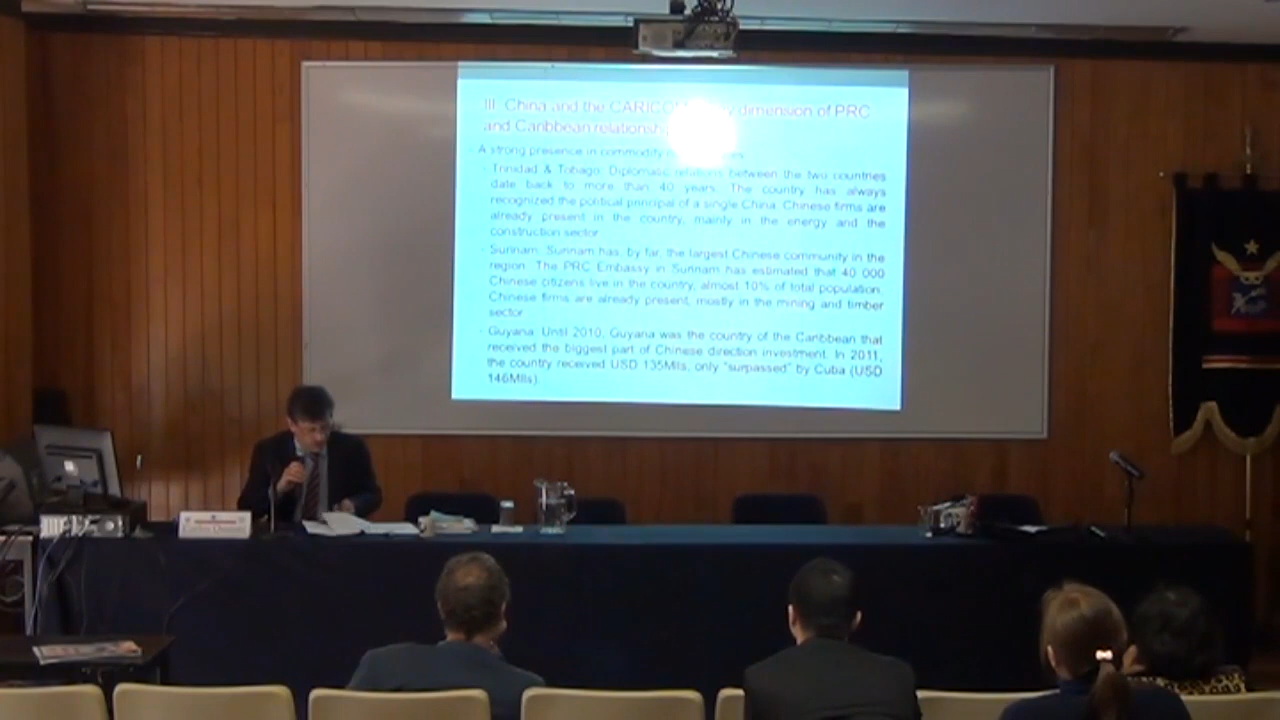 III. China and the CARICOM dimension of PRC
and Caribbean relationship
- A strong presence in commodity
- Trinidad & Tobago: Diplomatic relations between the two countries
date back to more than 40 years. The country has always
recognized the political principal of a single China. Chinese firms are
already present in the country, mainly in the energy and the
construction sector
- Surinam: Surinam has, by far, the largest Chinese community in the
region. The PRC Embassy in Surinam has estimated that 40 000
Chinese citizens live in the country, almost 10% of total population.
Chinese firms are already present, mostly in the mining and timber
sector
- Guyana: Until 2010, Guyana was the country of the Caribbean that
received the biggest part of Chinese direction investment. In 2011,
the country received USD 135Mlls, only "surpassed" by Cuba (USD
146Mlls).